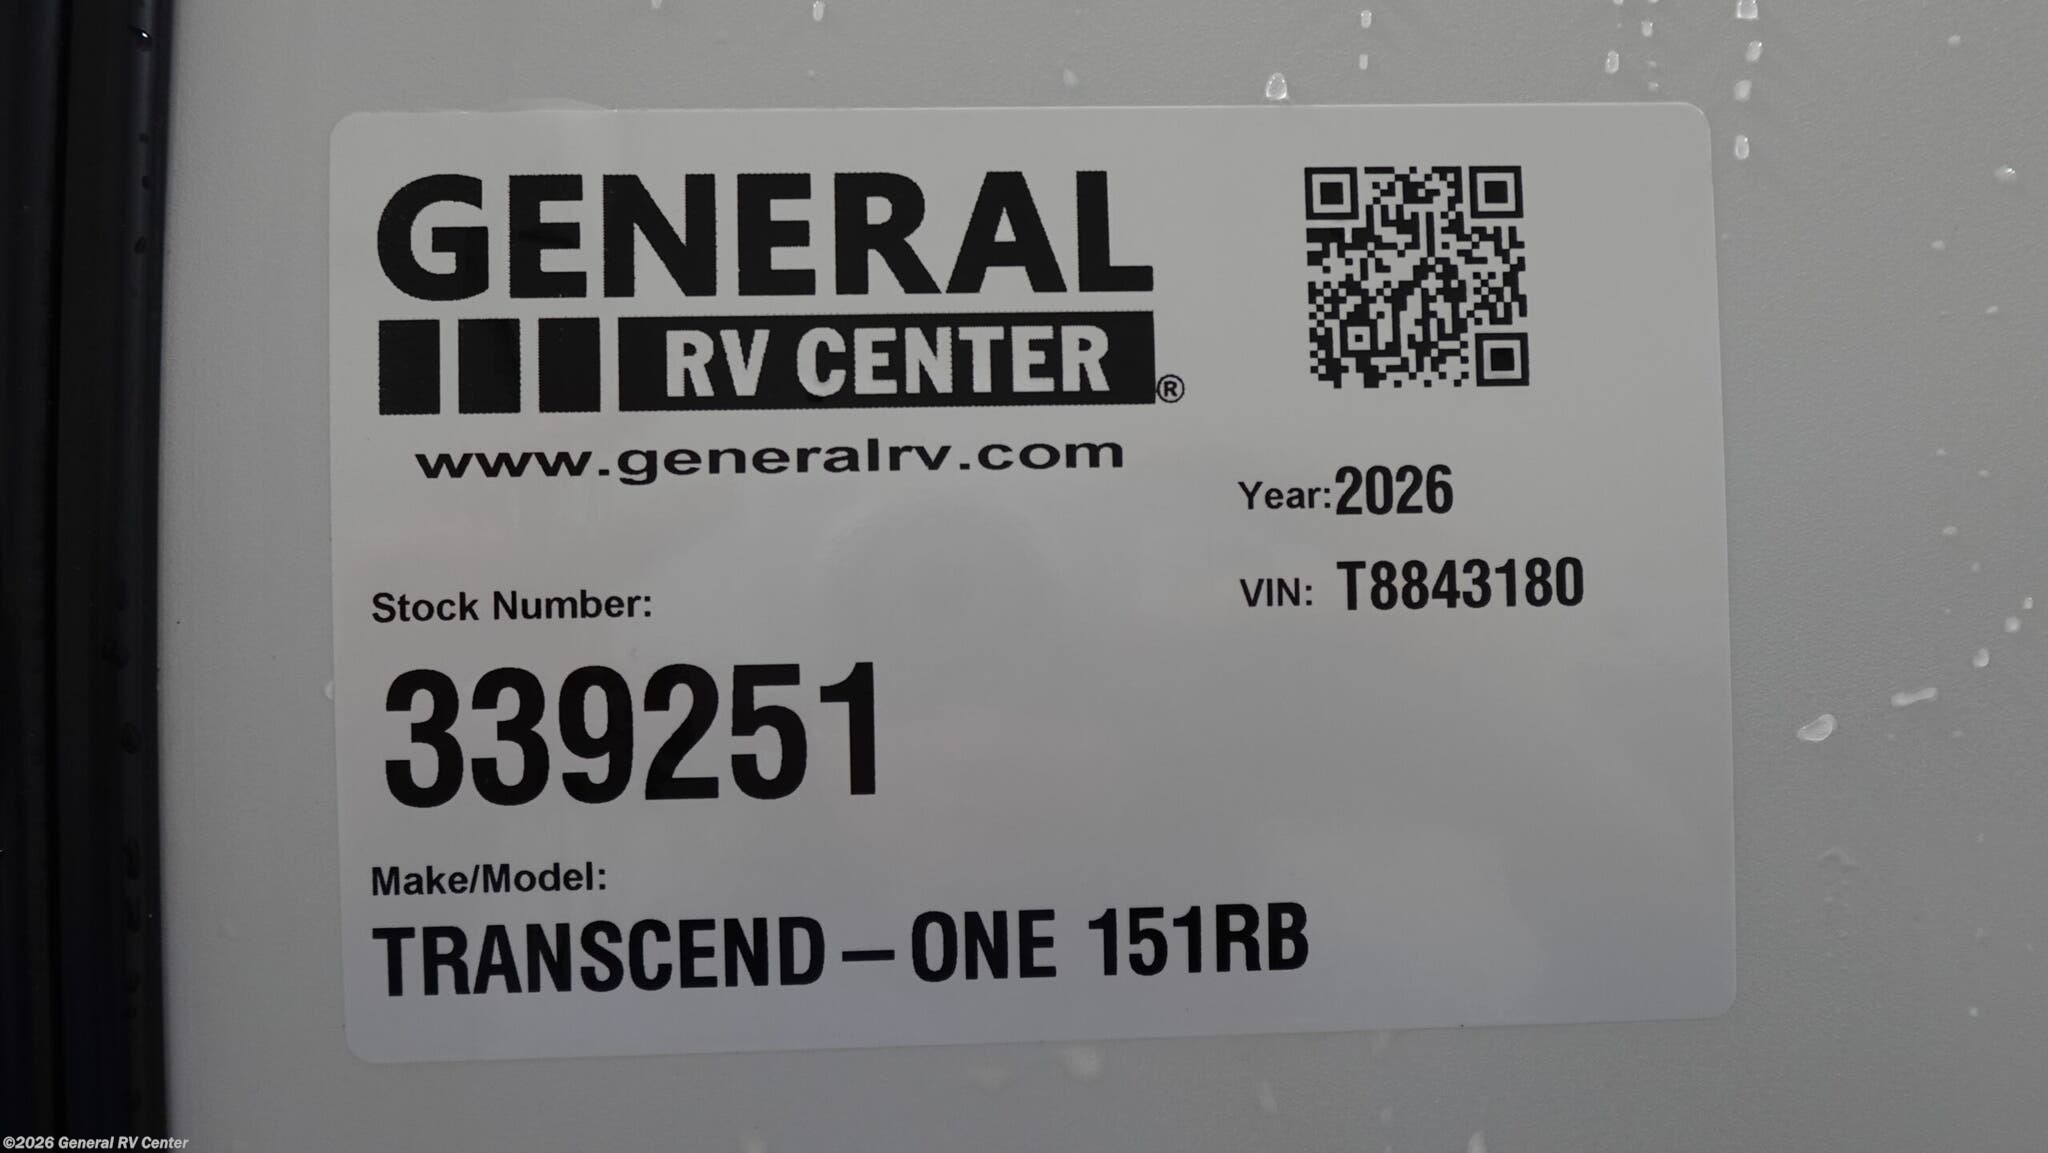 GENERAL
RV CENTER®
www.generalrv.com
Year:2026
VIN: T8843180
Stock Number:
339251
Make/Model:
TRANSCEND – ONE 151RB
©2026 General RV Center